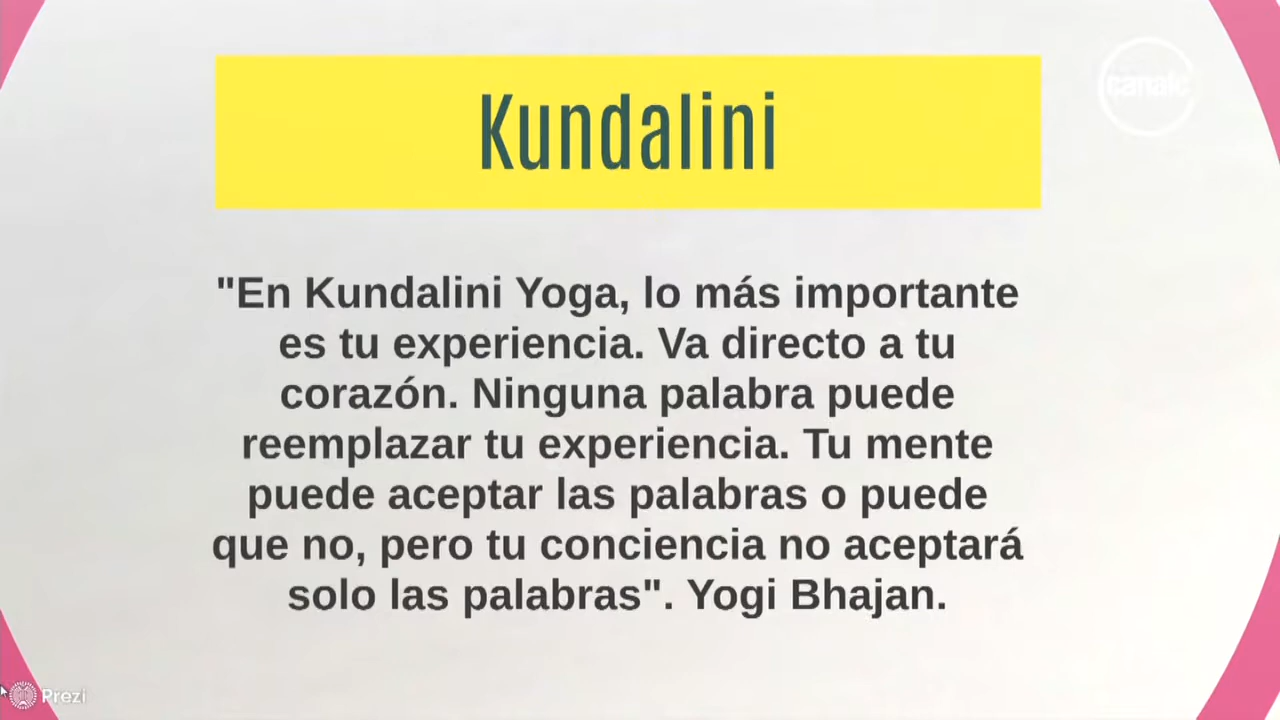 Kundalini
canalc
"En Kundalini Yoga, lo más importante
es tu experiencia. Va directo a tu
corazón. Ninguna palabra puede
reemplazar tu experiencia. Tu mente
puede aceptar las palabras o puede
que no, pero tu conciencia no aceptará
solo las palabras". Yogi Bhajan.
Prezi